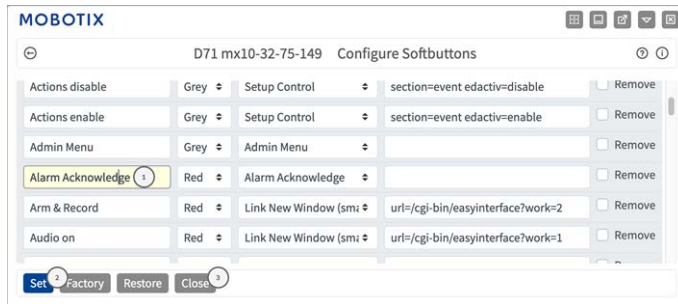 MOBOTIX
D71 mx10-32-75-149 Configure Softbuttons
Actions disable Grey Setup Control section=event edactiv=disable Remove
Actions enable Grey Setup Control section=event edactiv=enable Remove
Admin Menu Grey Admin Menu Remove
Alarm Acknowledge 1 Red Alarm Acknowledge Remove
Arm & Record Red Link New Window (sma url=/cgi-bin/easyinterface?work=2 Remove
Audio on Red Link New Window (sma url=/cgi-bin/easyinterface?work=1 Remove
Set 2 Factory Restore Close 3